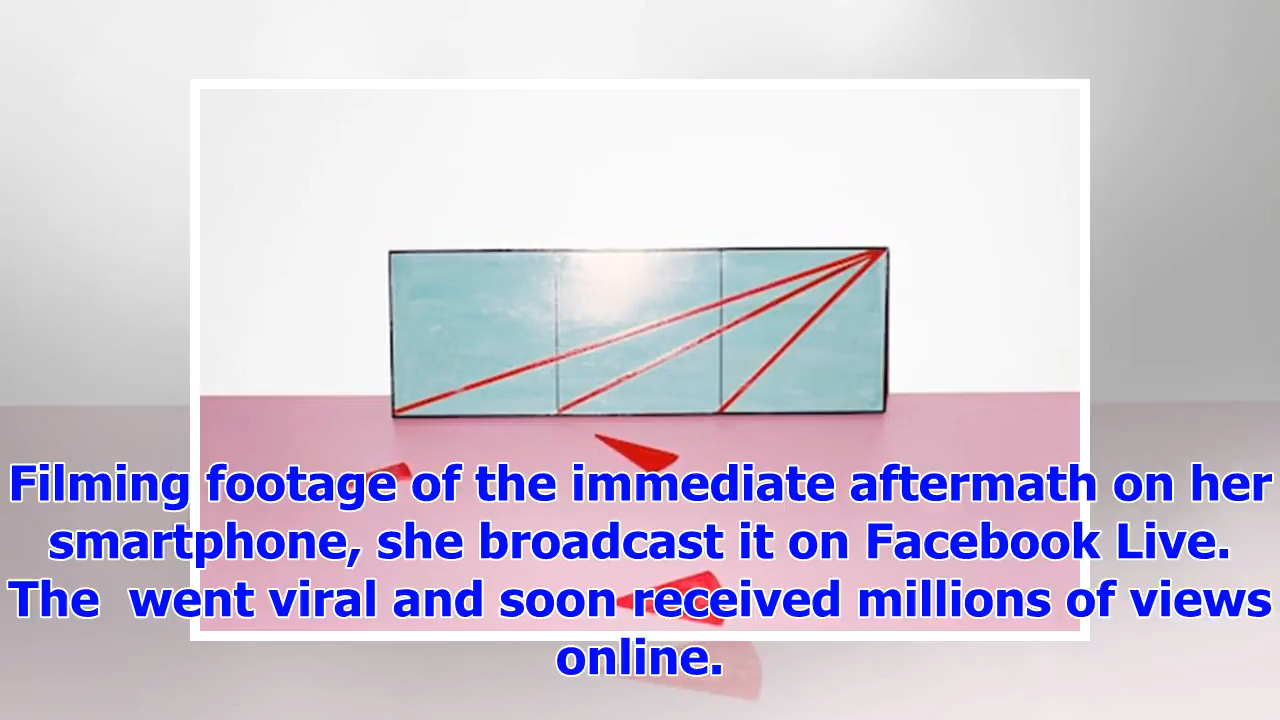 Filming footage of the immediate aftermath on her
smartphone, she broadcast it on Facebook Live.
The  went viral and soon received millions of views
online.